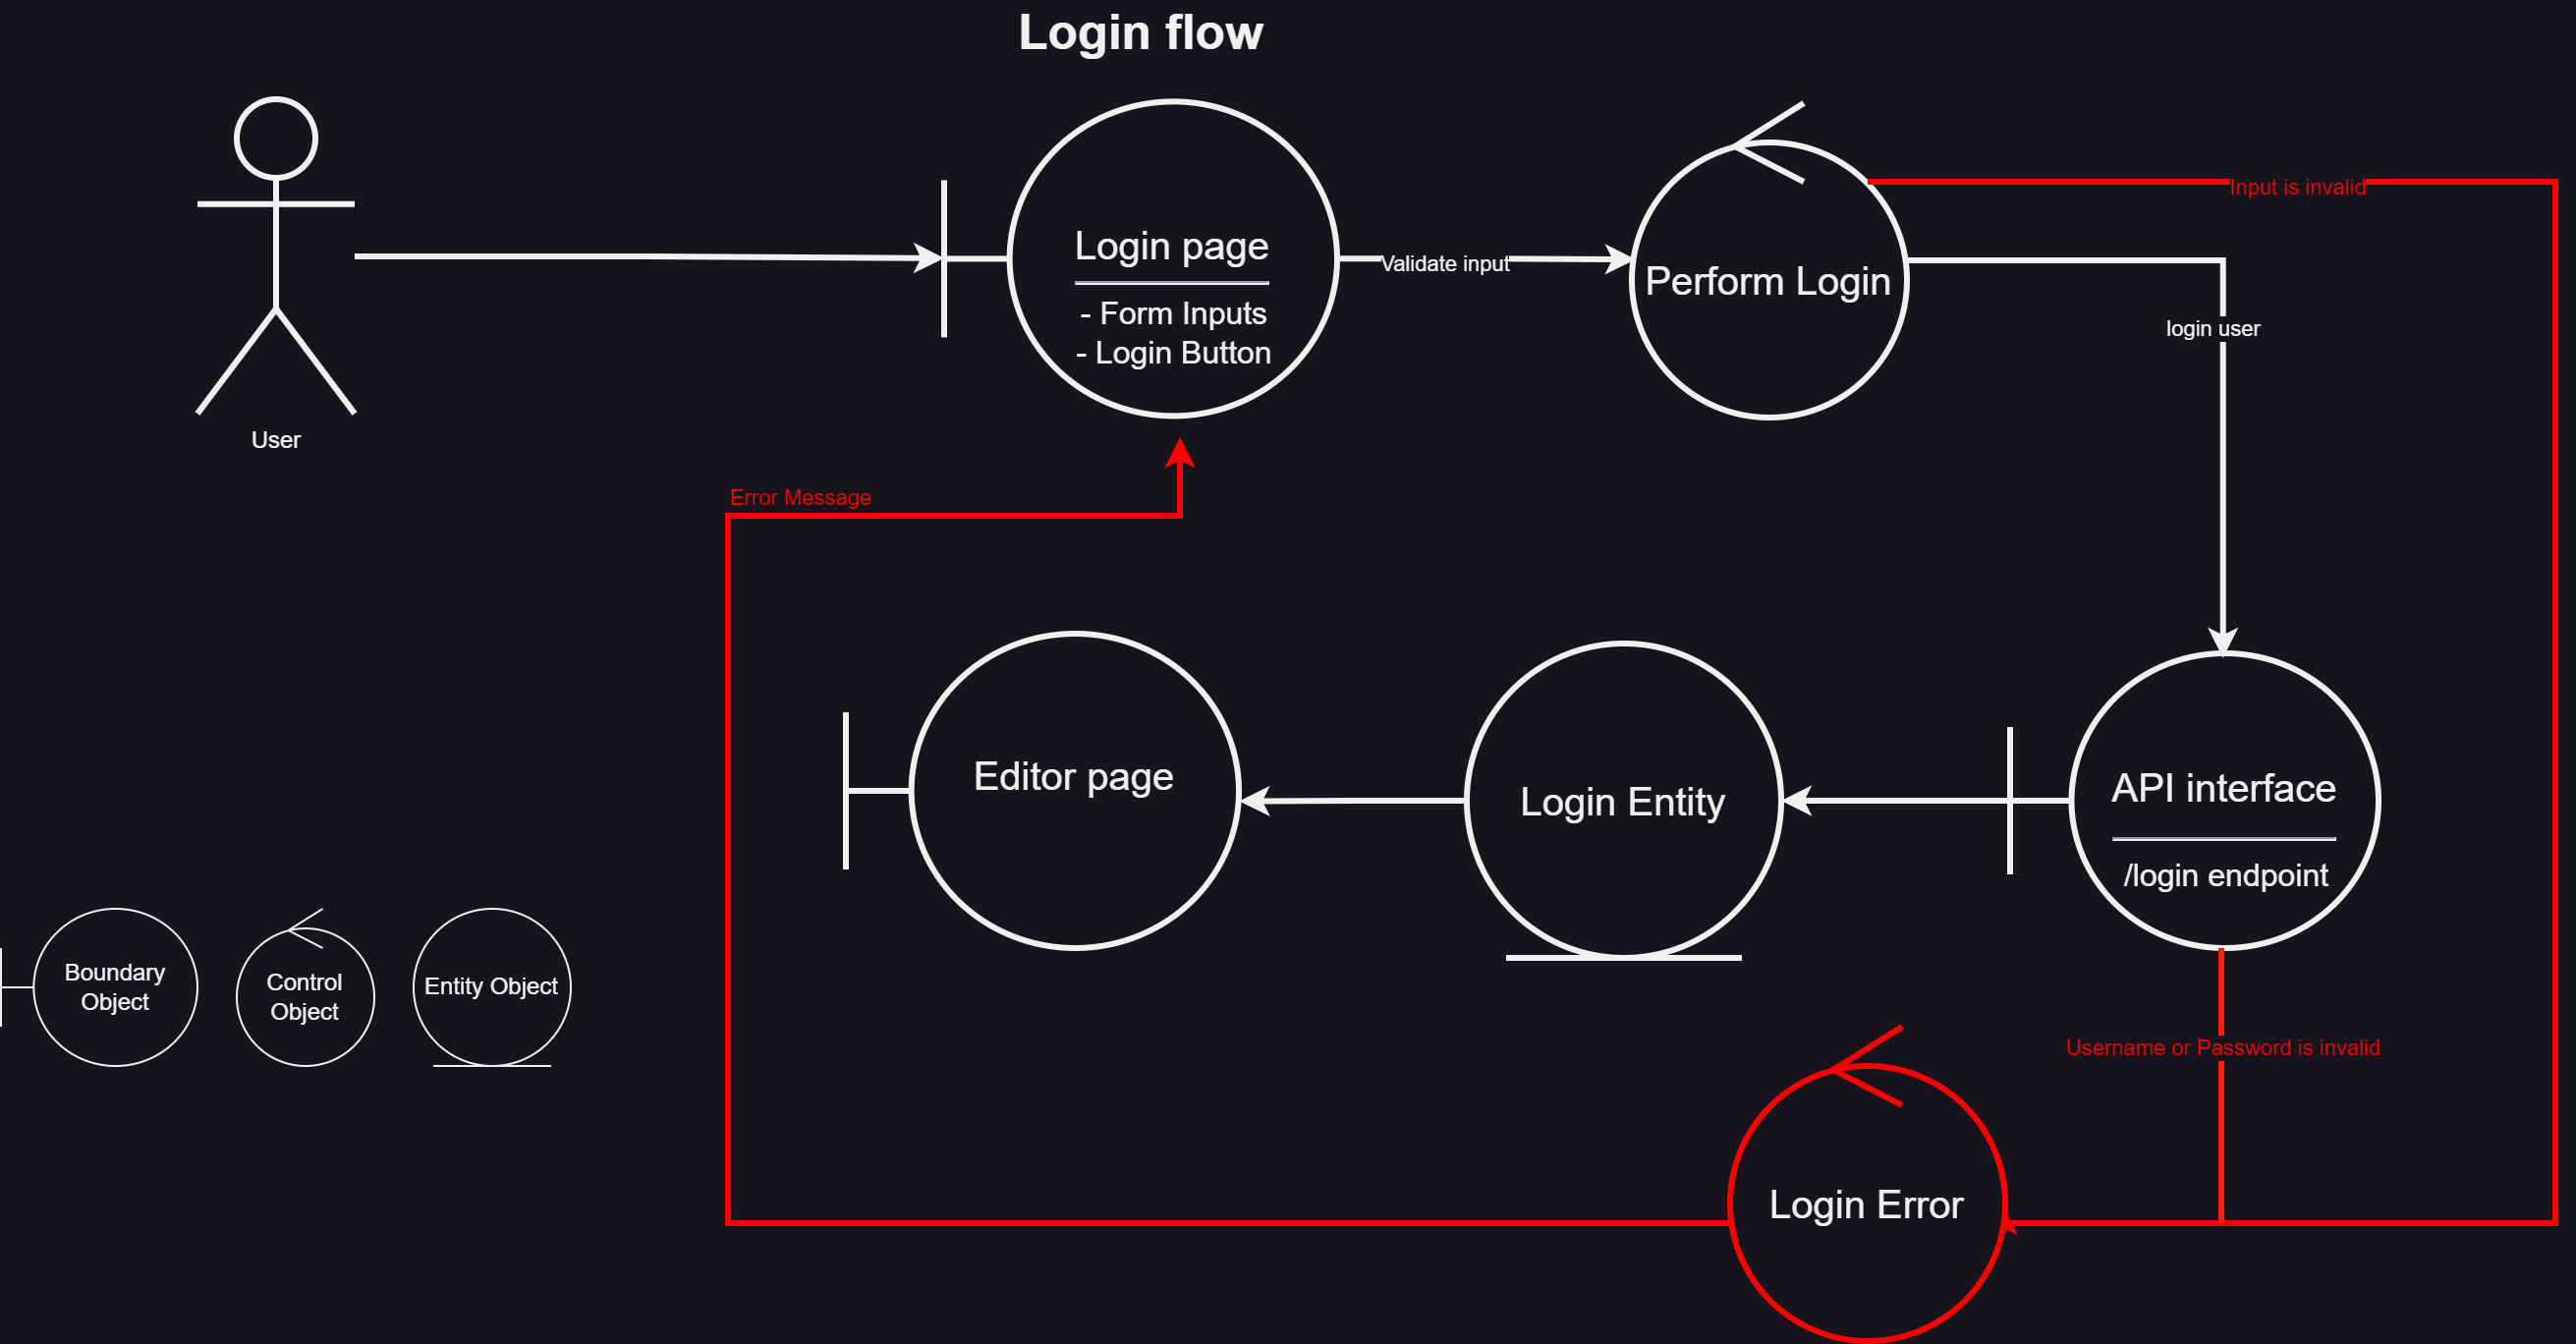 Login flow
User
Login page
- Form Inputs
- Login Button
Validate input
Perform Login
Input is invalid
login user
Error Message
Editor page
Login Entity
API interface
/login endpoint
Boundary
Object
Control
Object
Entity Object
Username or Password is invalid
Login Error